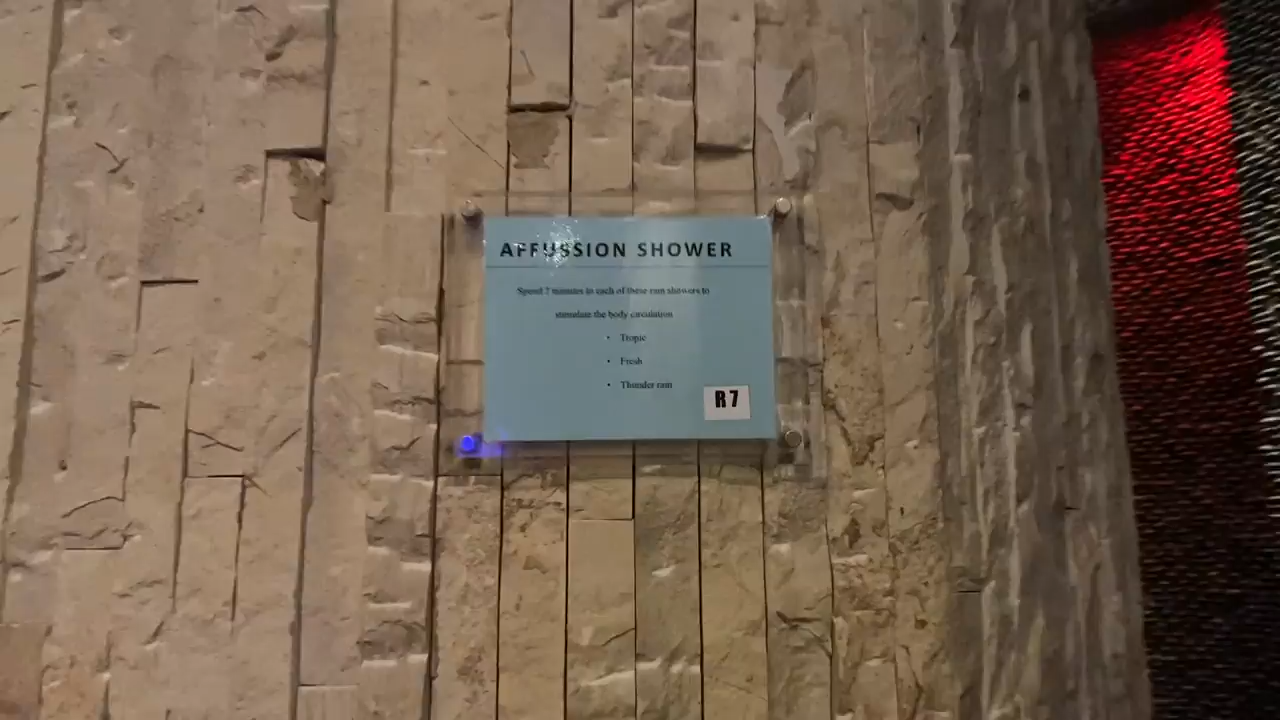 AFFUSSION SHOWER
Spend 7 minutes in each of these rain showers to
stimulate the body circulation
• Tropic
• Fresh
• Thunder rain
R7